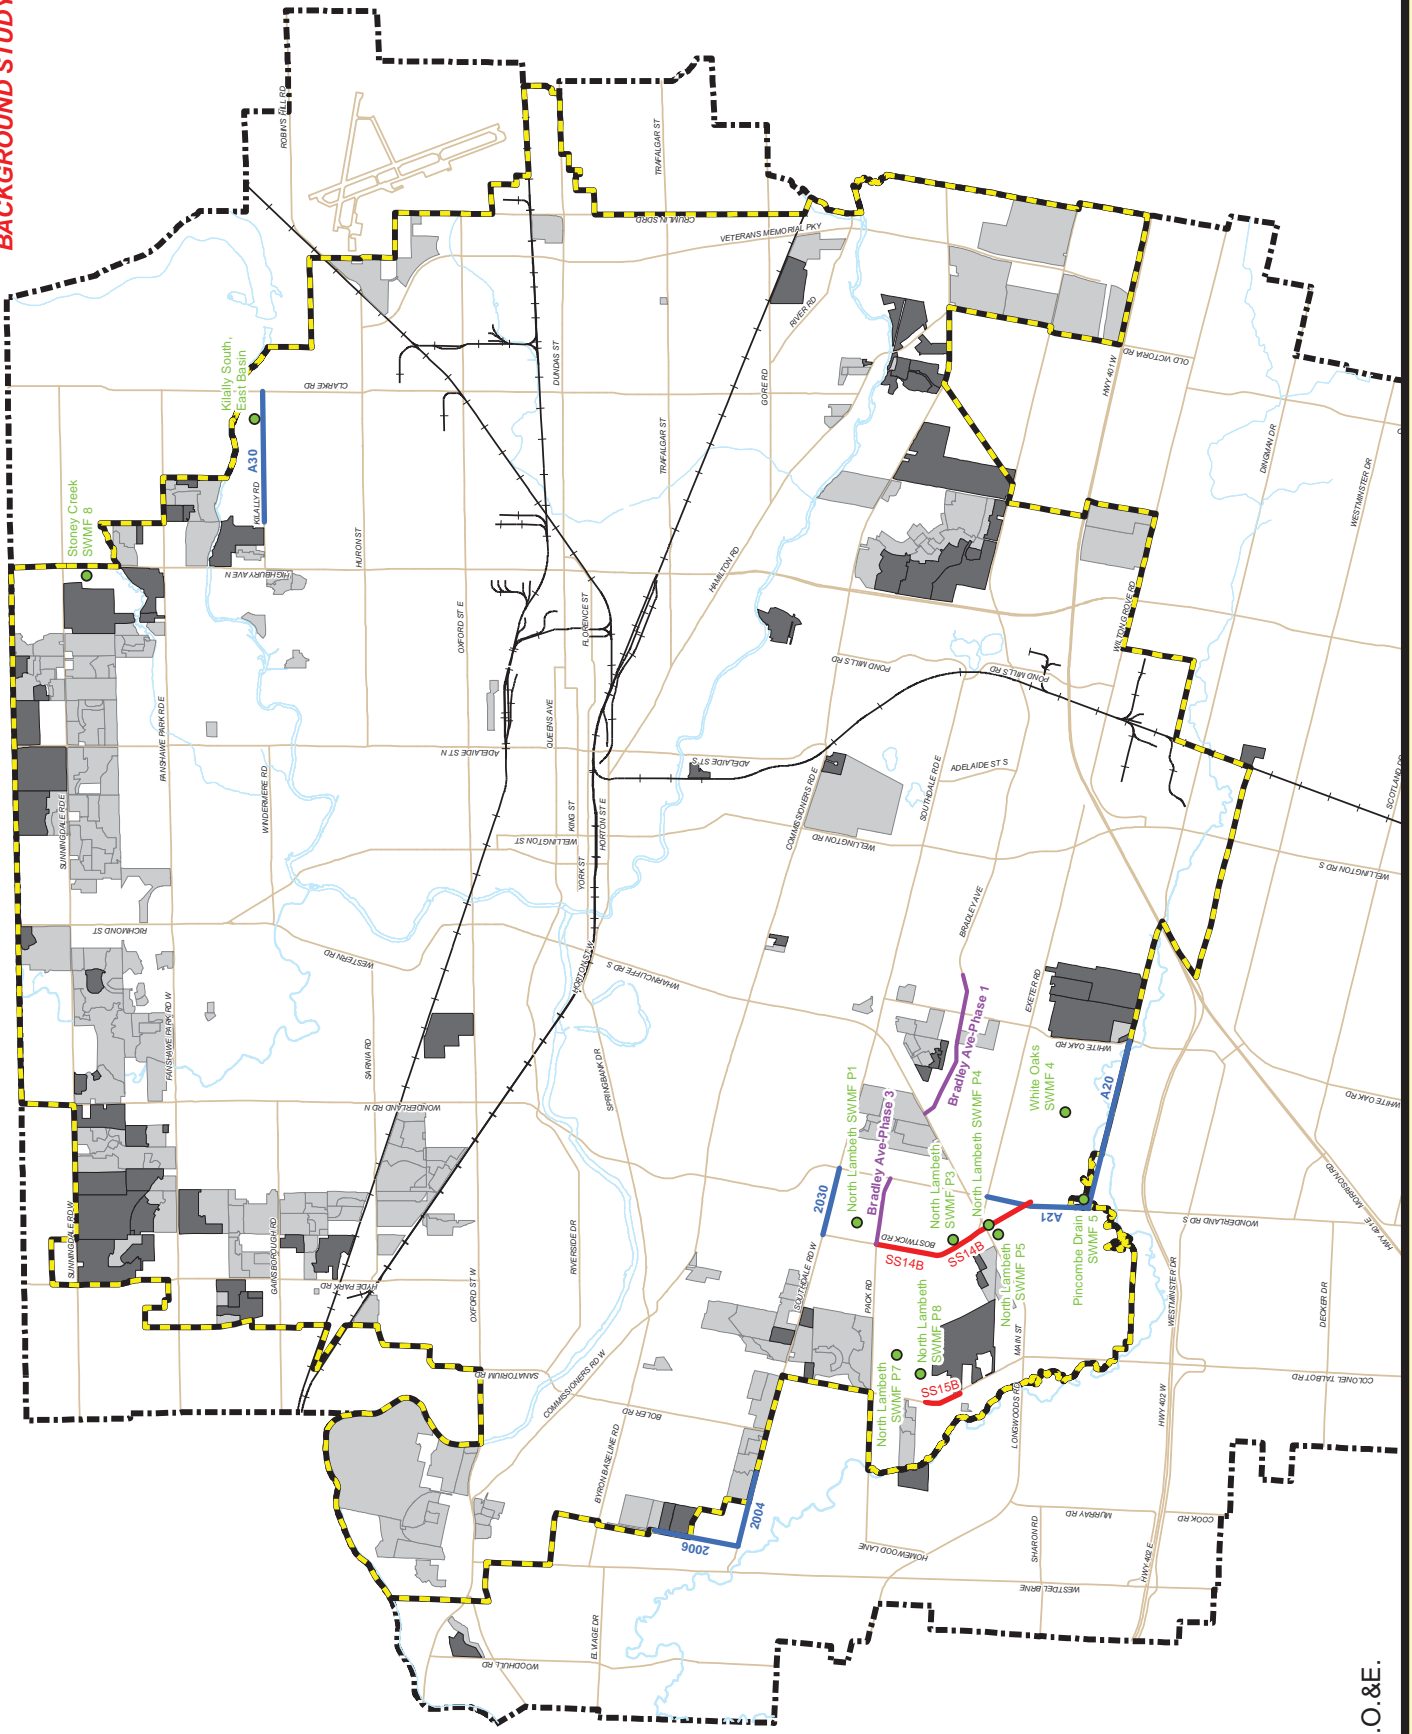 BACKGROUND STUDY
ROBIN'S HILL RD
TRAFALGAR ST
CRUMLIN SDRD
VETERANS MEMORIAL PKY
Kilally South,
East Basin
CLARKE RD
DUNDAS ST
GORE RD
RIVER RD
OLD VICTORIA RD
HWY 401 W
A30
KILALLY RD
Stoney Creek
SWMF 8
HURON ST
HIGHBURY AVE N
TRAFALGAR ST
HAMILTON RD
DINGMAN DR
WESTMINSTER DR
OXFORD ST E
FLORENCE ST
QUEENS AVE
POND MILLS RD
POND MILLS RD
WILTON GROVE RD
FANSHAWE PARK RD E
ADELAIDE ST N
ADELAIDE ST S
ADELAIDE ST S
SUNNINGDALE RD E
WINDERMERE RD
WELLINGTON ST
KING ST
YORK ST
HORTON ST E
COMMISSIONERS RD E
SOUTHDALE RD E
WELLINGTON RD
WELLINGTON RD S
SCOTLAND DR
RICHMOND ST
WESTERN RD
HORTON ST W
WHARNCLIFFE RD S
BRADLEY AVE
EXETER RD
WHITE OAK RD
WHITE OAK RD
FANSHAWE PARK RD W
SARNIA RD
WONDERLAND RD N
SPRINGBANK DR
North Lambeth SWMF P1
Bradley Ave-Phase 3
Bradley Ave-Phase 1
North Lambeth SWMF P4
White Oaks
SWMF 4
A20
2030
North Lambeth
SWMF P3
BOSTWICK RD
SS14B
SS14B
A21
North Lambeth
SWMF P5
Pincombe Drain
SWMF 5
WONDERLAND RD S
MORRISON RD
HWY 401 E
SUNNINGDALE RD W
GAINSBOROUGH RD
HYDE PARK RD
OXFORD ST W
RIVERSIDE DR
SOUTHDALE RD W
PACK RD
North Lambeth
SWMF P8
North Lambeth
SWMF P7
SS15B
MAIN ST
LONGWOODS RD
WESTMINSTER DR
DECKER DR
COLONEL TALBOT RD
SANATORIUM RD
COMMISSIONERS RD W
BOLER RD
BYRON BASELINE RD
2004
2006
HOMEWOOD LANE
SHARON RD
MURRAY RD
COOK RD
HWY 402 W
HWY 402 E
WESTDEL BRNE
ELVIAGE DR
WOODHULL RD
.O.&E.